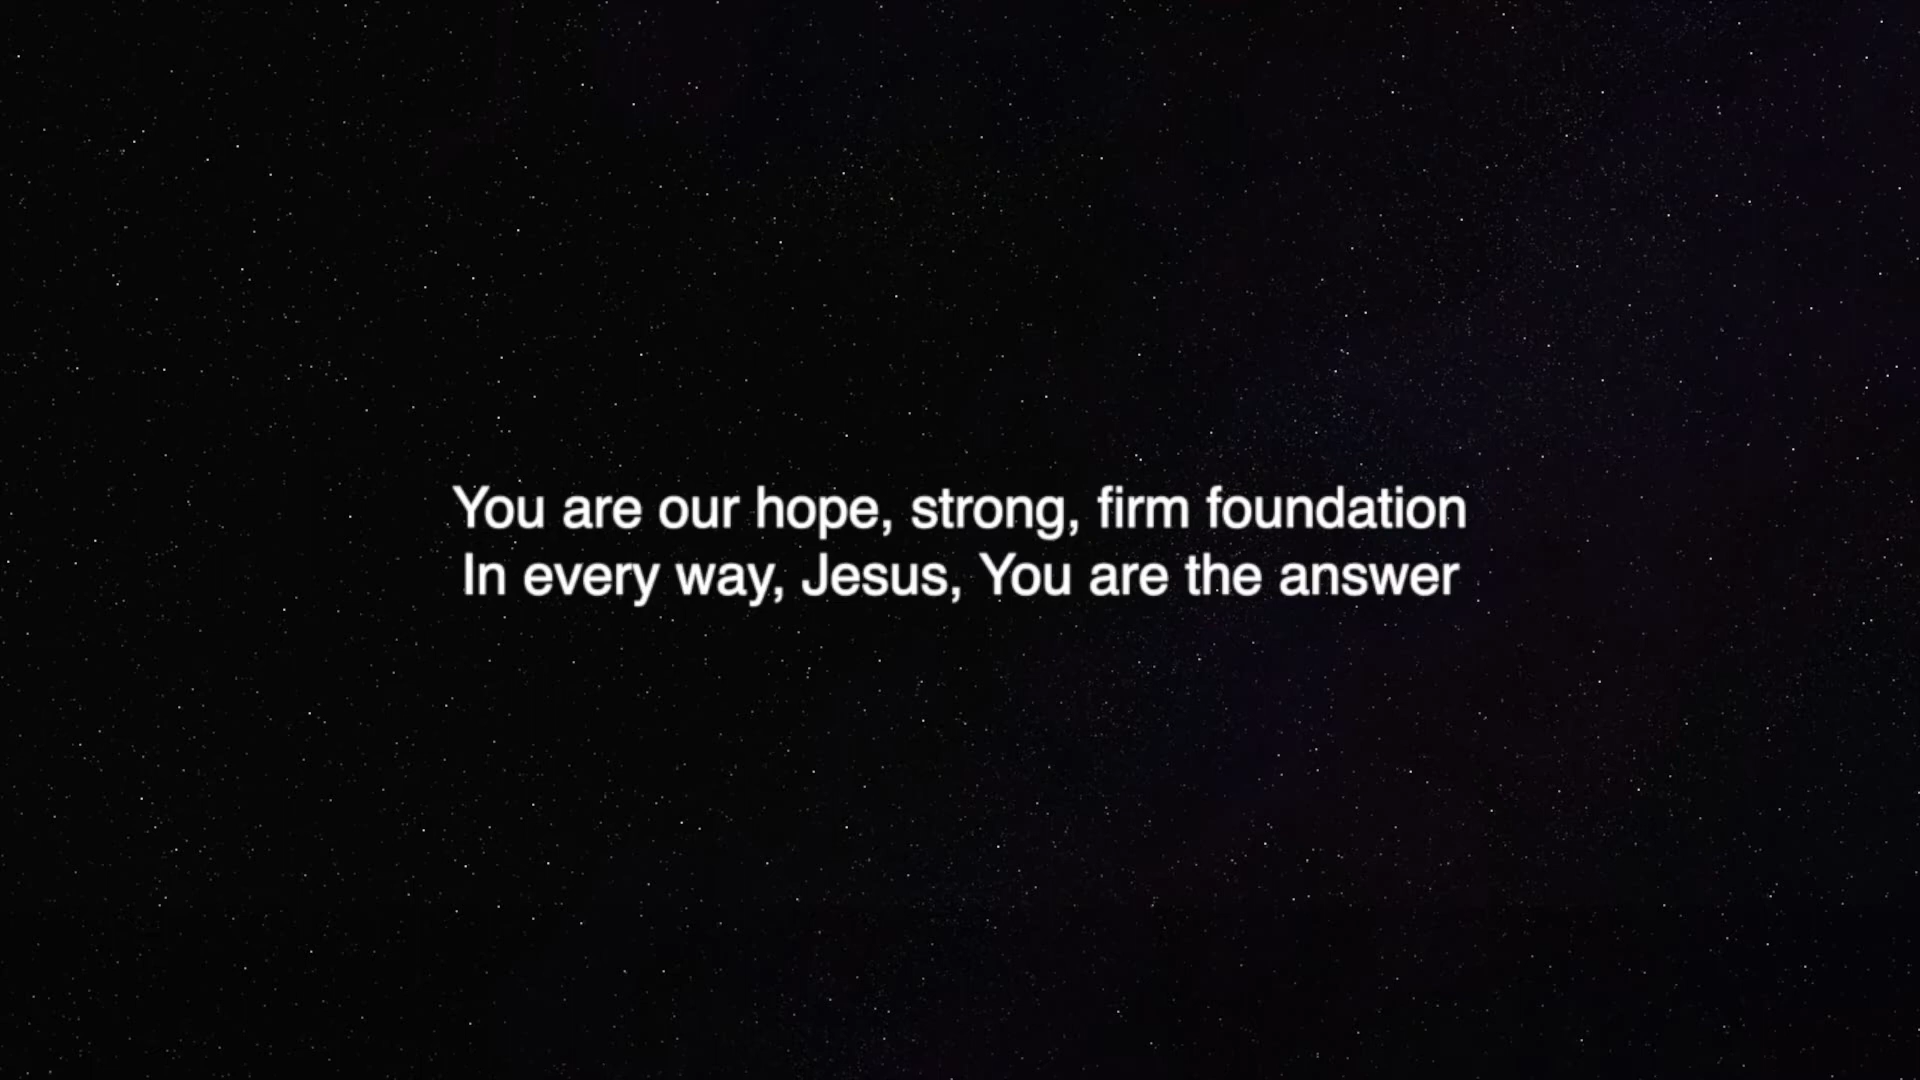 You are our hope, strong, firm foundation
In every way, Jesus, You are the answer